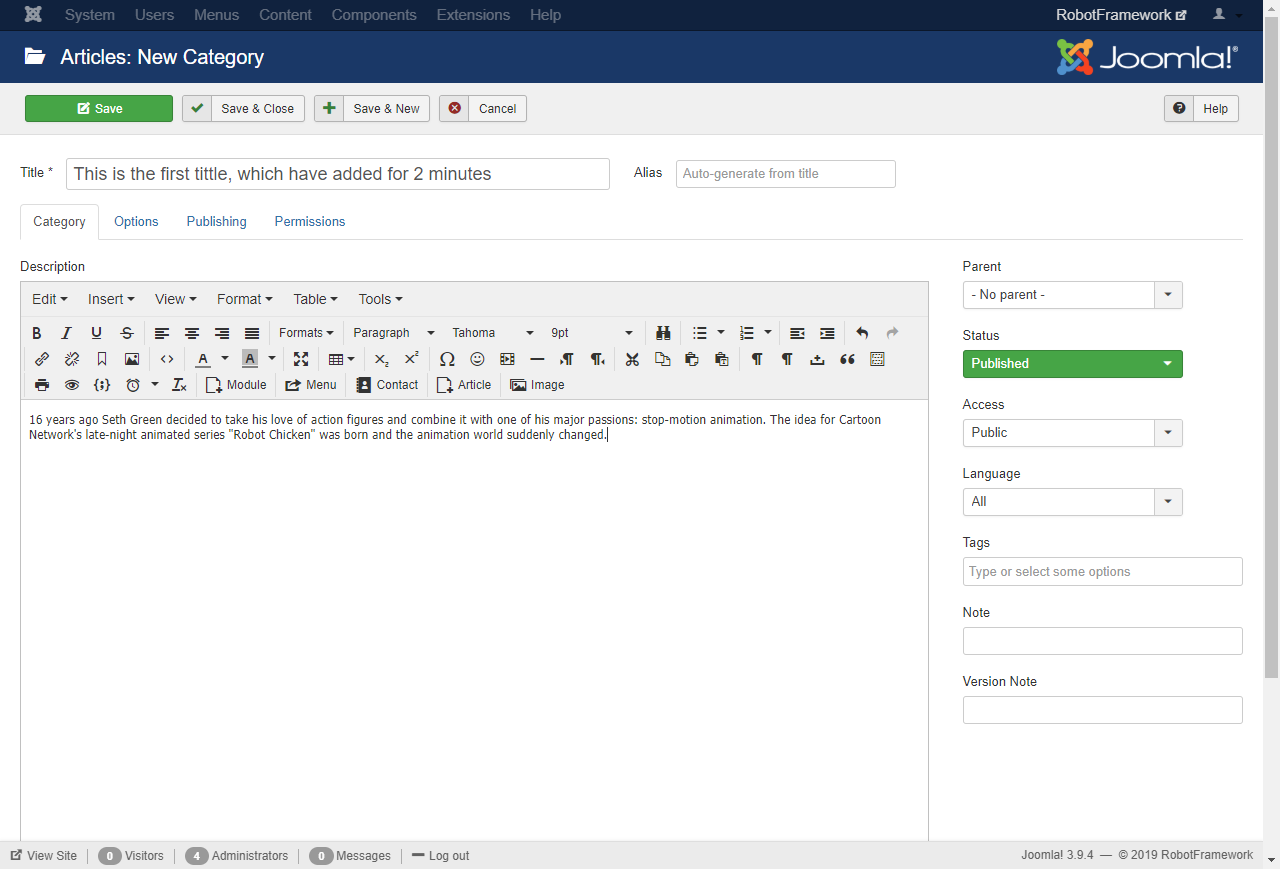 System Users Menus Content Components Extensions Help RobotFramework
Articles: New Category Joomla!®
Save Save & Close Save & New Cancel Help
Title * This is the first tittle, which have added for 2 minutes Alias Auto-generate from title
Category Options Publishing Permissions
Description
Edit Insert View Format Table Tools
B I U S Formats Paragraph Tahoma 9pt
A A
Module Menu Contact Article Image
16 years ago Seth Green decided to take his love of action figures and combine it with one of his major passions: stop-motion animation. The idea for Cartoon
Network's late-night animated series "Robot Chicken" was born and the animation world suddenly changed.
Parent
- No parent -
Status
Published
Access
Public
Language
All
Tags
Type or select some options
Note
Version Note
View Site 0 Visitors 4 Administrators 0 Messages Log out Joomla! 3.9.4 — © 2019 RobotFramework